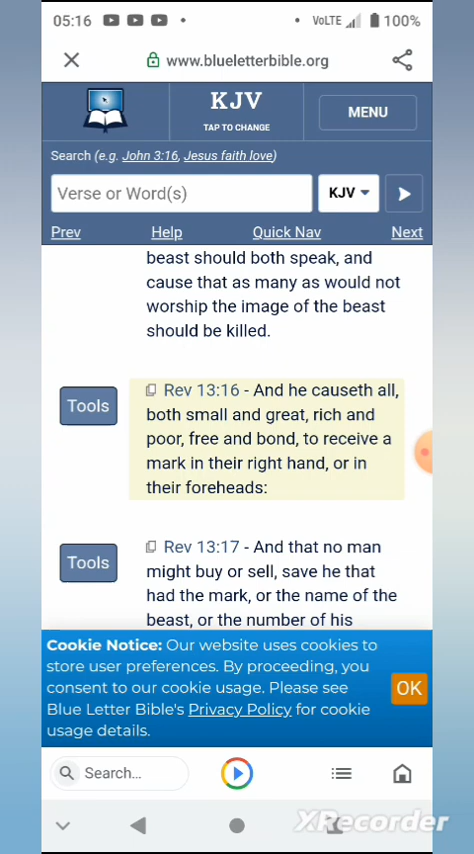 05:16 VoLTE 100%
www.blueletterbible.org
KJV
TAP TO CHANGE
MENU
Search (e.g. John 3:16, Jesus faith love)
Verse or Word(s)
KJV
Prev Help Quick Nav Next
beast should both speak, and
cause that as many as would not
worship the image of the beast
should be killed.
Tools
Rev 13:16 - And he causeth all,
both small and great, rich and
poor, free and bond, to receive a
mark in their right hand, or in
their foreheads:
Tools
Rev 13:17 - And that no man
might buy or sell, save he that
had the mark, or the name of the
beast, or the number of his
Cookie Notice: Our website uses cookies to
store user preferences. By proceeding, you
consent to our cookie usage. Please see
Blue Letter Bible's Privacy Policy for cookie
usage details.
OK
Search...
XRecorder